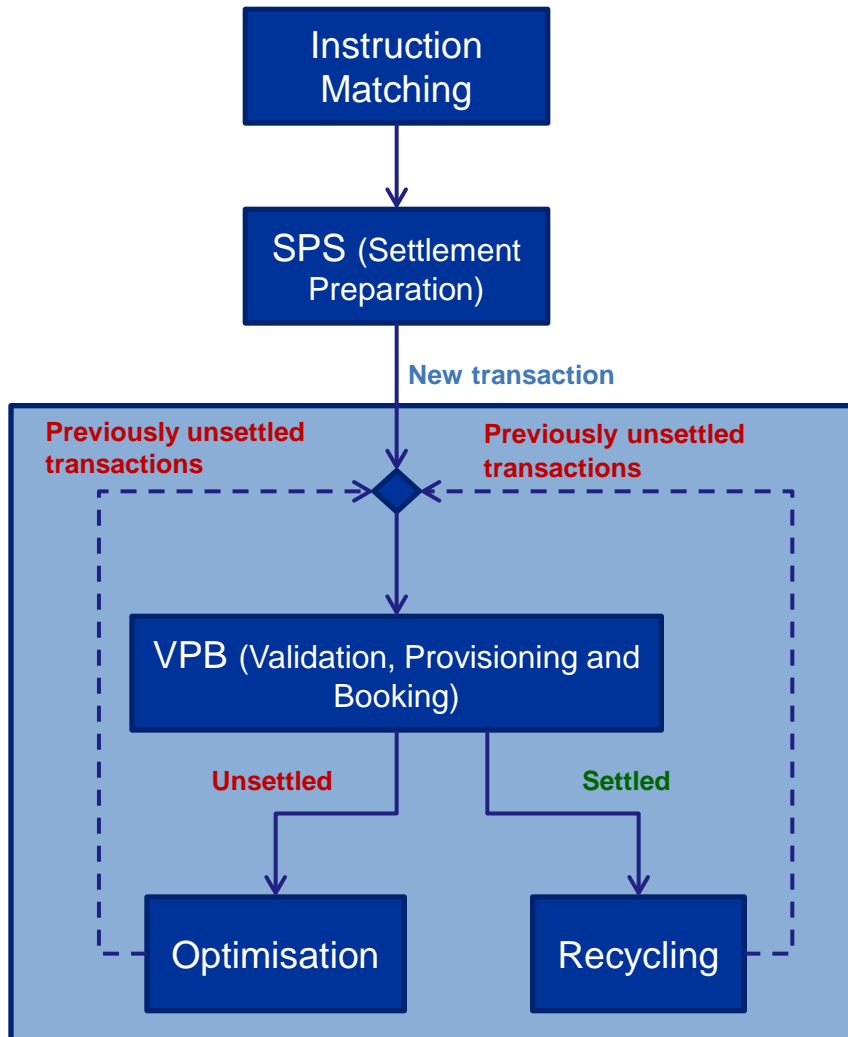 Instruction
Matching
SPS (Settlement
Preparation)
New transaction
Previously unsettled
transactions
Previously unsettled
transactions
VPB (Validation, Provisioning and
Booking)
Unsettled
Settled
Optimisation
Recycling